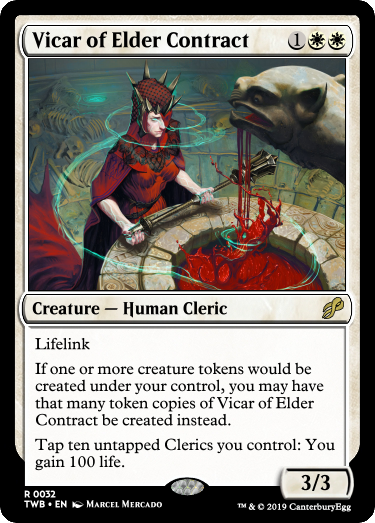 Vicar of Elder Contract 1
Creature — Human Cleric
Lifelink
If one or more creature tokens would be
created under your control, you may have
that many token copies of Vicar of Elder
Contract be created instead.
Tap ten untapped Clerics you control: You
gain 100 life.
3/3
R 0032
TWB • EN Marcel Mercado
™ & © 2019 CanterburyEgg